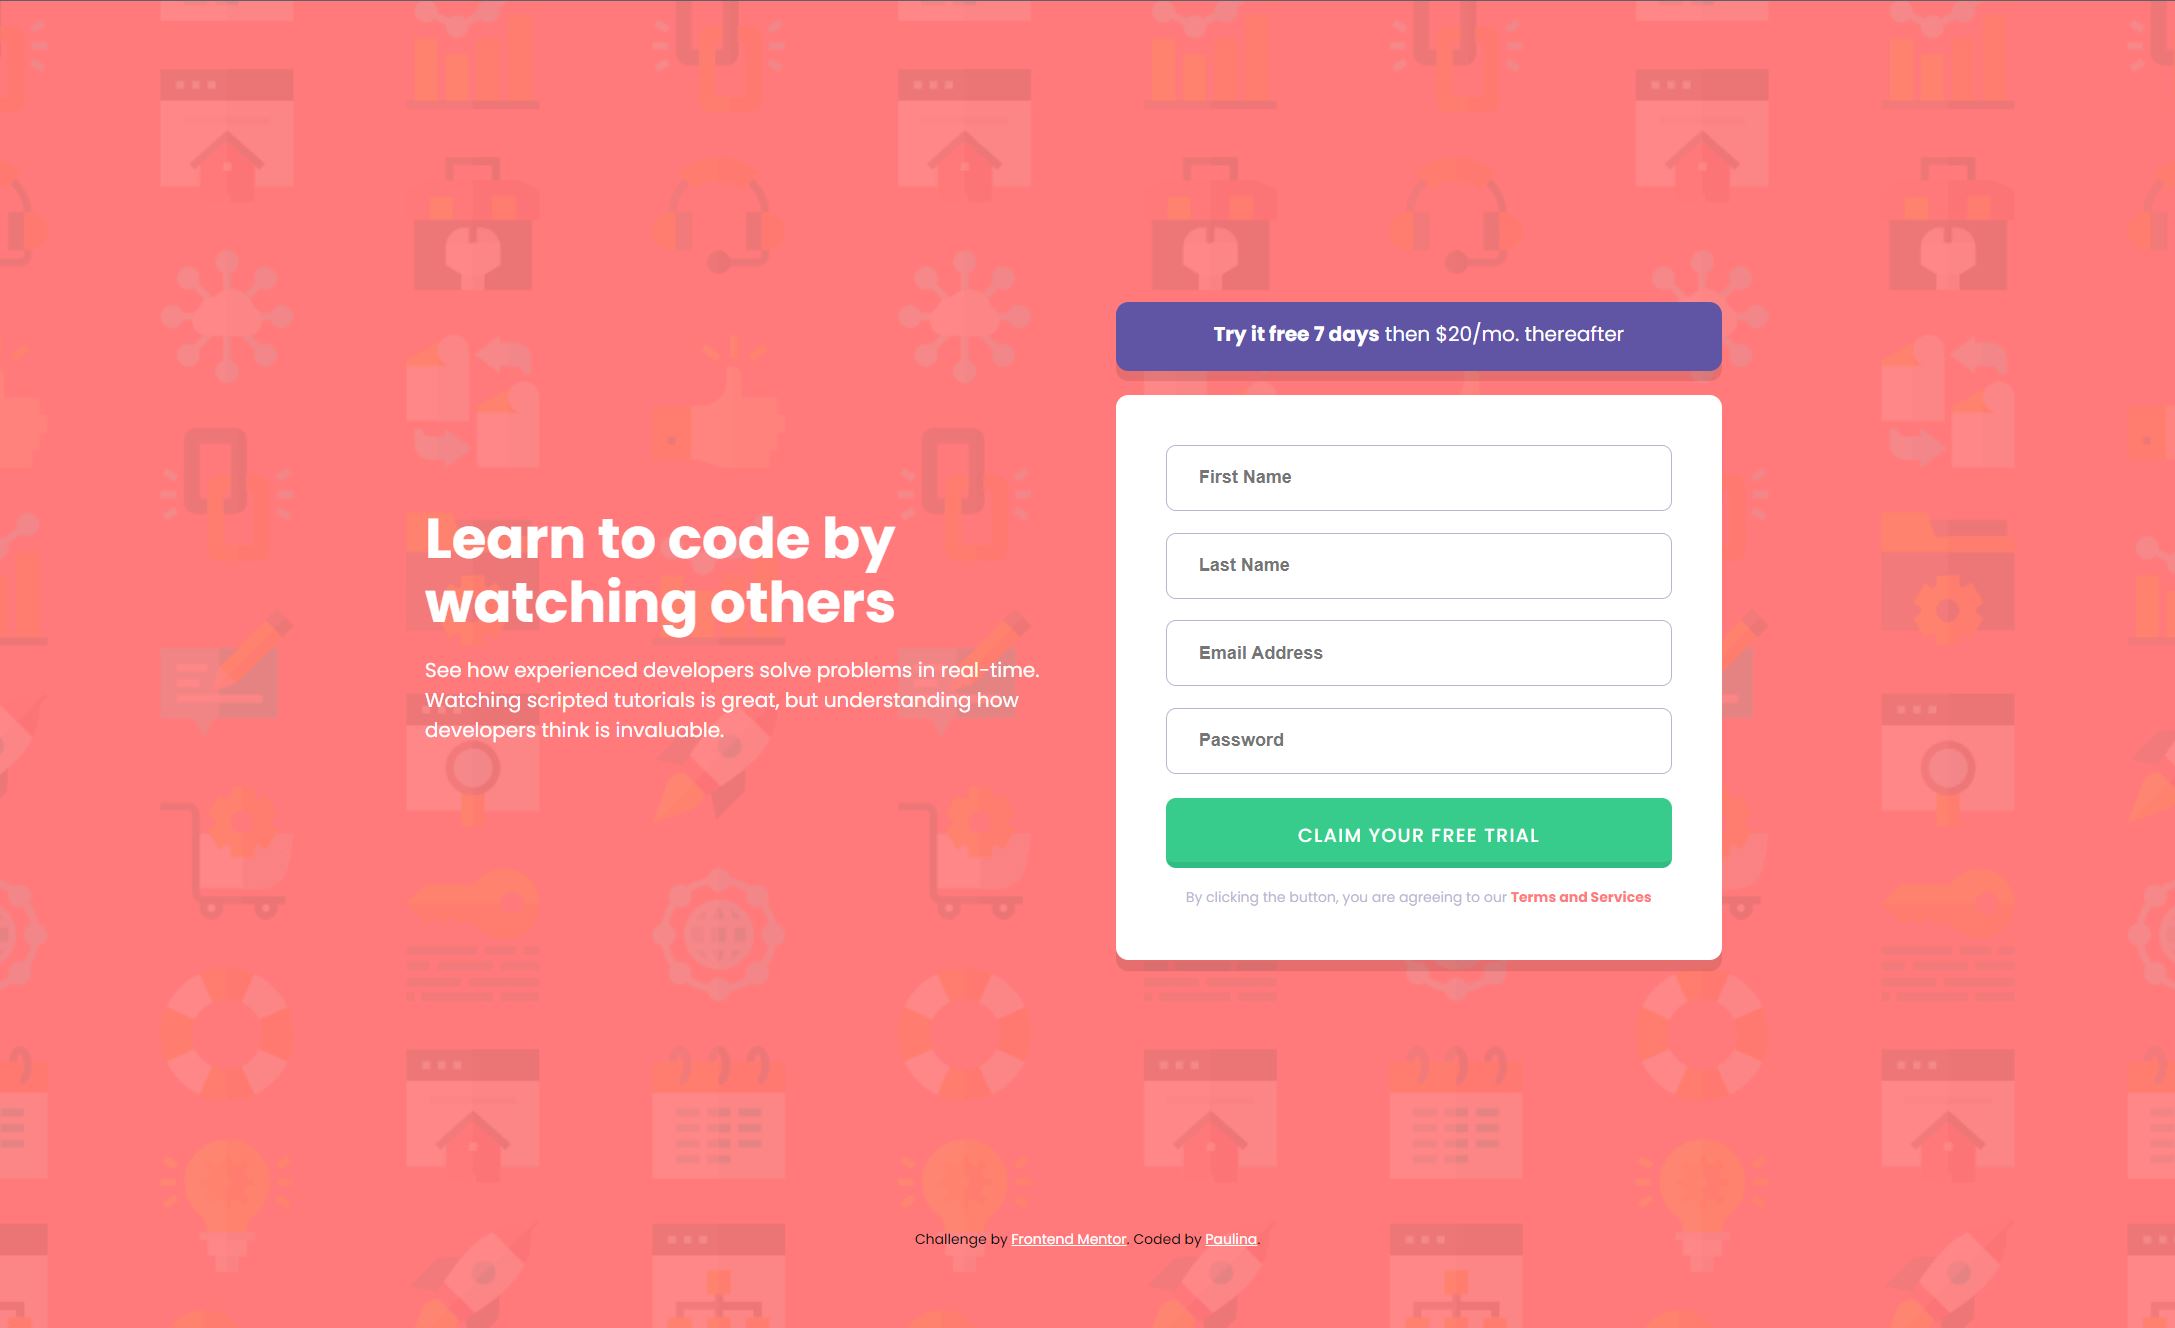 Learn to code by
watching others
See how experienced developers solve problems in real-time.
Watching scripted tutorials is great, but understanding how
developers think is invaluable.
Try it free 7 days then $20/mo. thereafter
First Name
Last Name
Email Address
Password
CLAIM YOUR FREE TRIAL
By clicking the button, you are agreeing to our Terms and Services
Challenge by Frontend Mentor. Coded by Paulina.